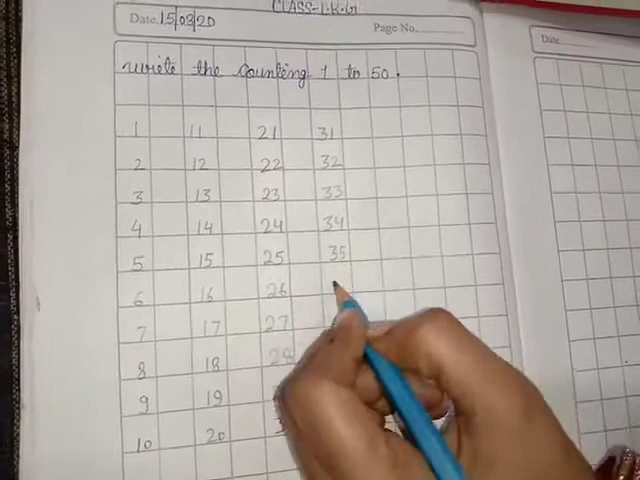 CLASS-L.K.G
Date 15/03/20
Page No.
Date
write the counting 1 to 50.
1 11 21 31
2 12 22 32
3 13 23 33
4 14 24 34
5 15 25 35
6 16 26
7 17 27
8 18 28
9 19
10 20